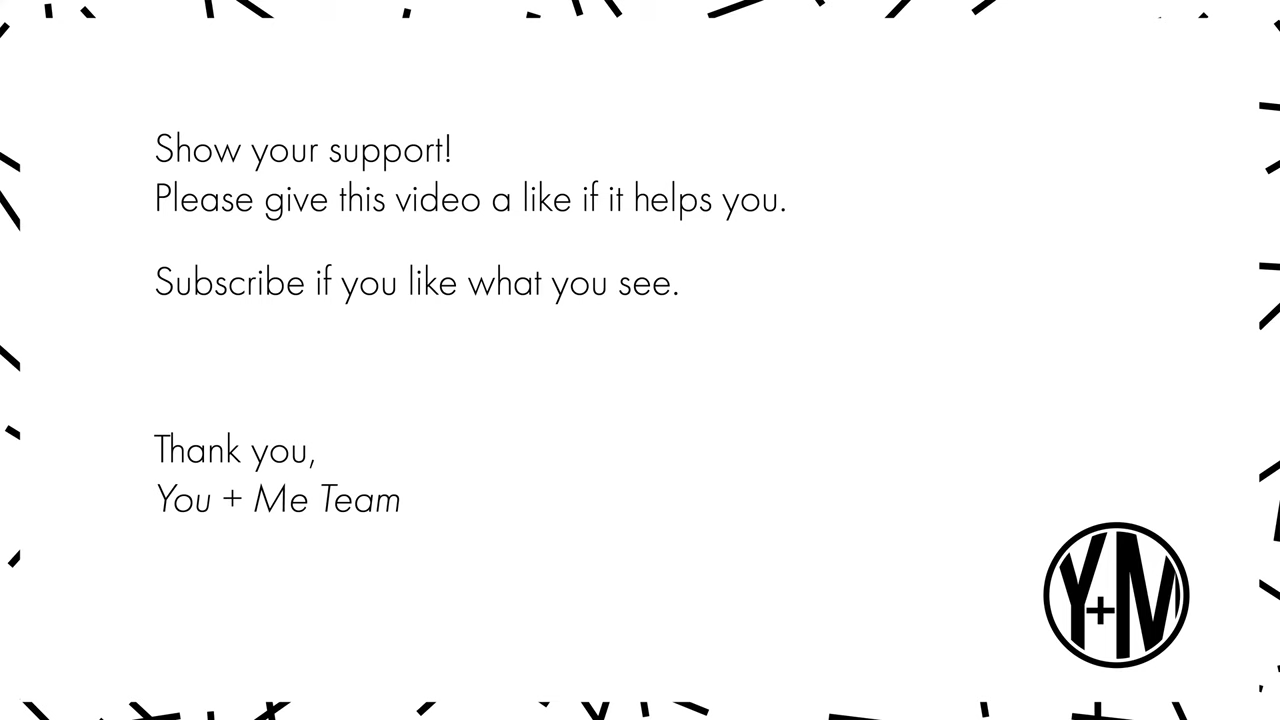 Show your support!
Please give this video a like if it helps you.
Subscribe if you like what you see.
Thank you,
You + Me Team
Y+M